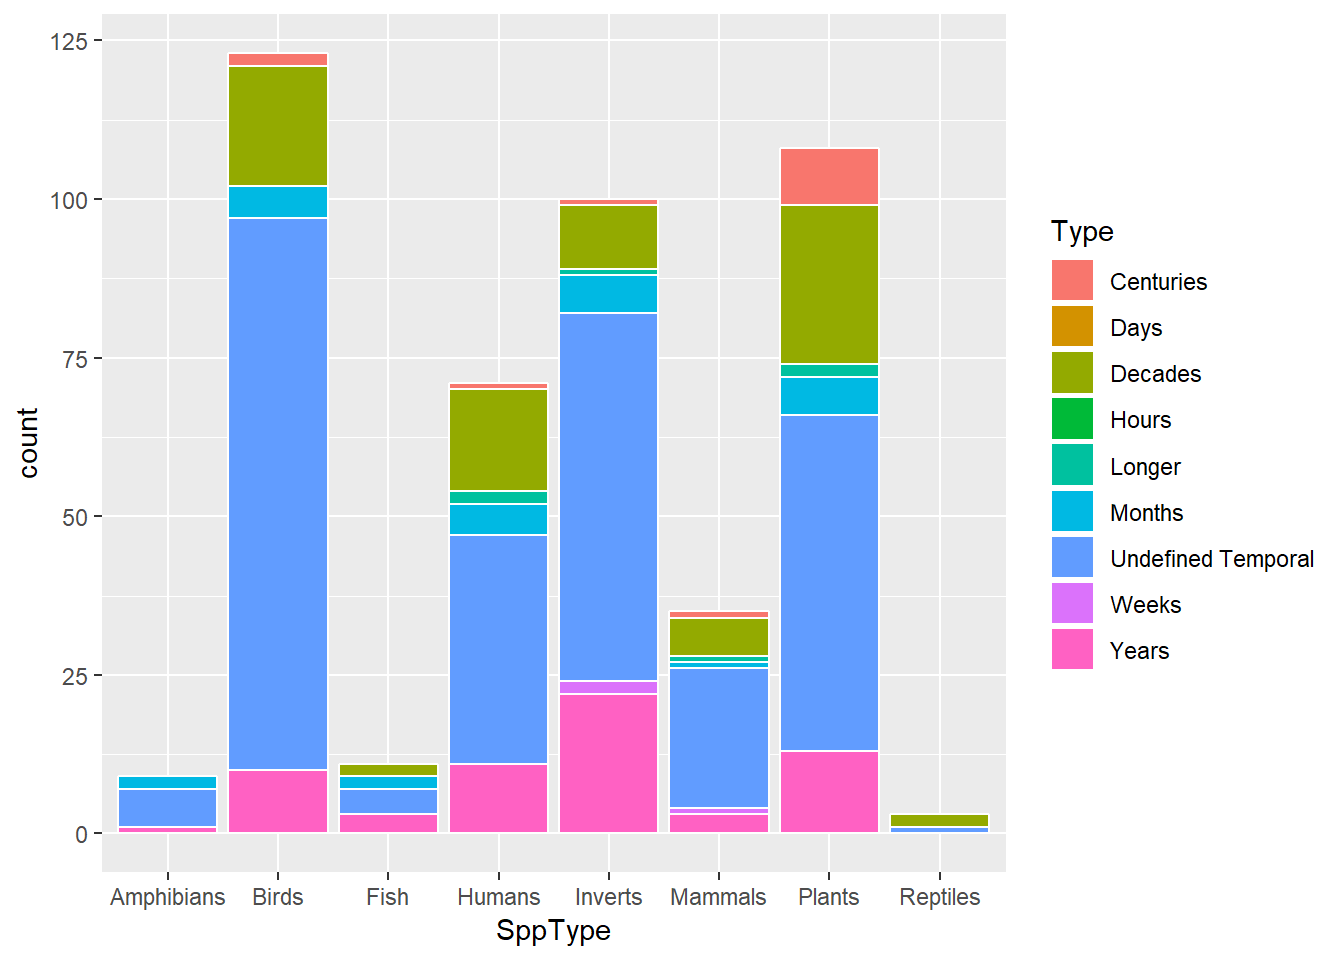 125
100
75
50
25
0
count
Amphibians Birds Fish Humans Inverts Mammals Plants Reptiles
SppType
Type
Centuries
Days
Decades
Hours
Longer
Months
Undefined Temporal
Weeks
Years